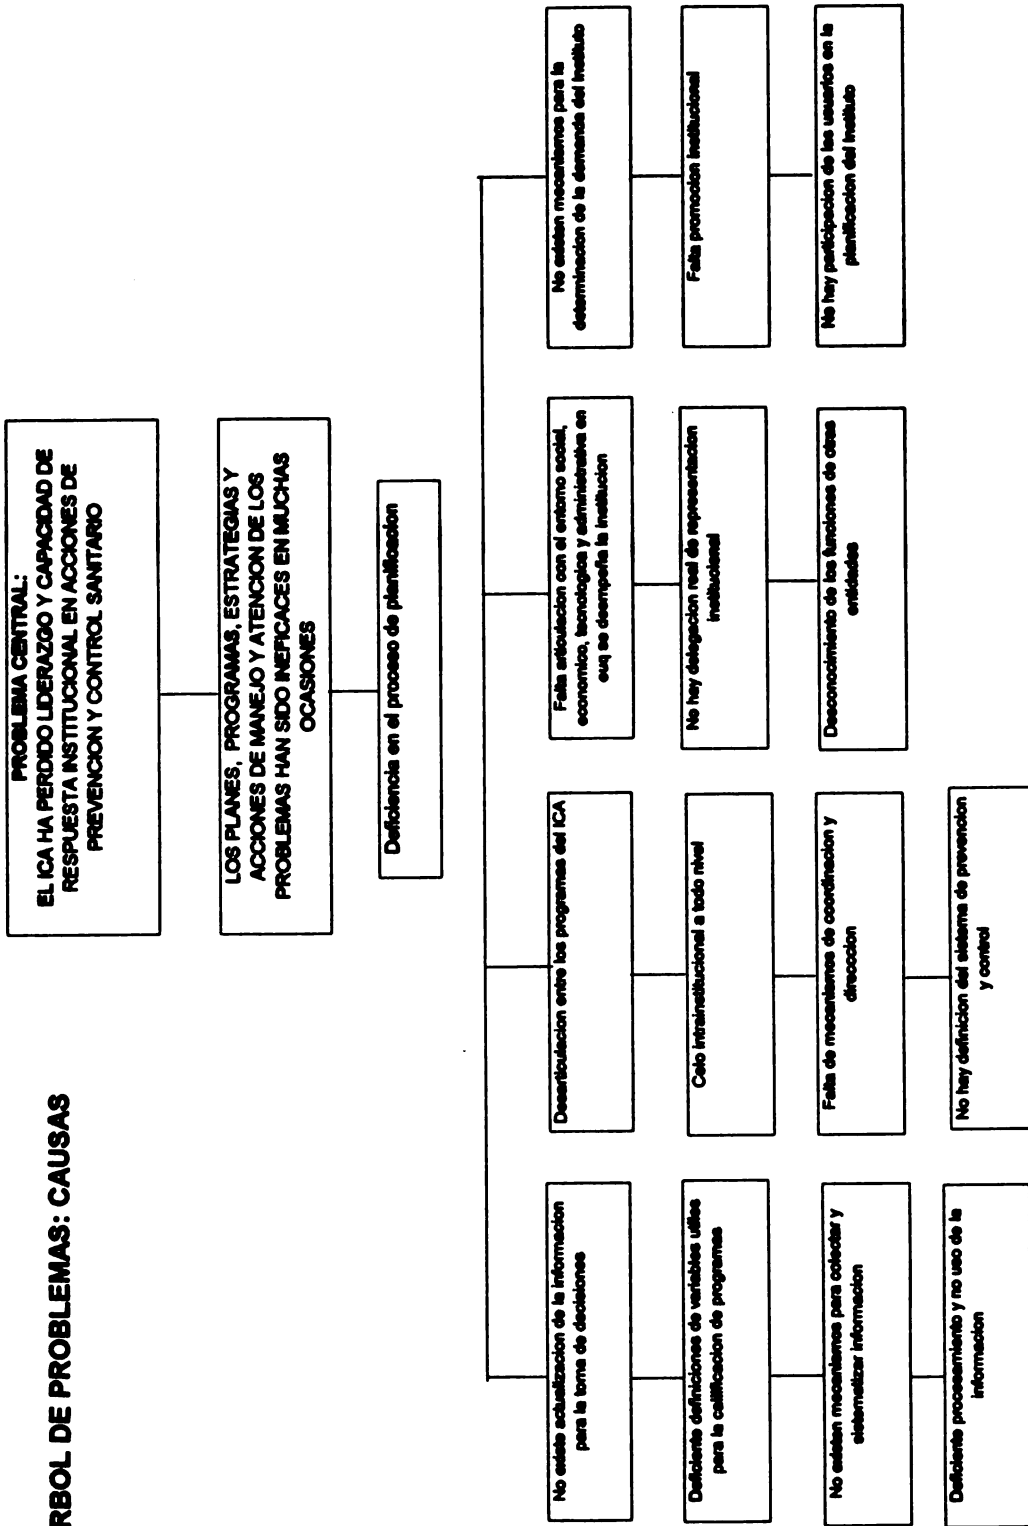 RBOL DE PROBLEMAS: CAUSAS
PROBLEMA CENTRAL:
EL ICA HA PERDIDO LIDERAZGO Y CAPACIDAD DE
RESPUESTA INSTITUCIONAL EN ACCIONES DE
PREVENCION Y CONTROL SANITARIO
LOS PLANES, PROGRAMAS, ESTRATEGIAS Y
ACCIONES DE MANEJO Y ATENCION DE LOS
PROBLEMAS HAN SIDO INEFICACES EN MUCHAS
OCASIONES
Deficiencia en el proceso de planificacion
No existe actualizacion de la informacion
para la toma de decisiones
Deficiente definiciones de variables utiles
para la calificacion de programas
No existen mecanismos para colectar y
sistematizar informacion
Deficiente procesamiento y no uso de la
informacion
Desarticulacion entre los programas del ICA
Celo intrainstitucional a todo nivel
Falta de mecanismos de coordinacion y
direccion
No hay definicion del sistema de prevencion
y control
Falta articulacion con el entorno social,
economico, tecnologica y administrativa en
euq se deempeña la institucion
No hay delegacion real de representacion
institucional
Desconocimiento de los funciones de otras
entidades
No existen mecanismos para la
determinacion de la demanda del Instituto
Falta promocion institucional
No hay participacion de los usuarios en la
planificacion del Instituto